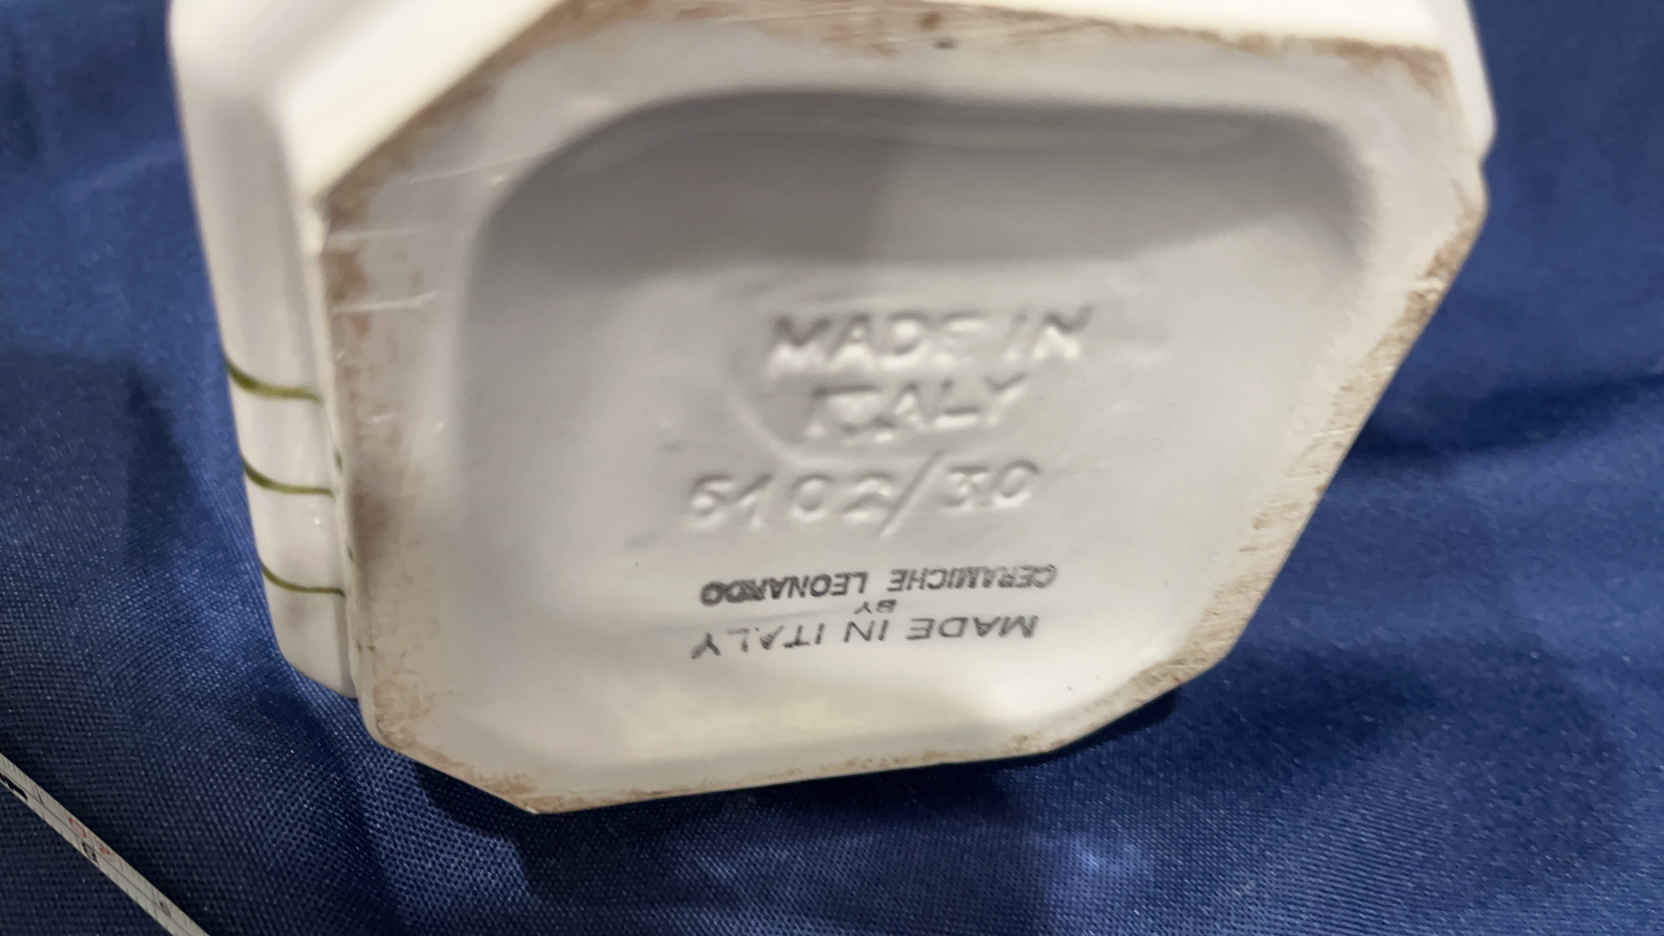 MADE IN
ITALY
6102/30
MADE IN ITALY
BY
CERAMICHE LEONARDO